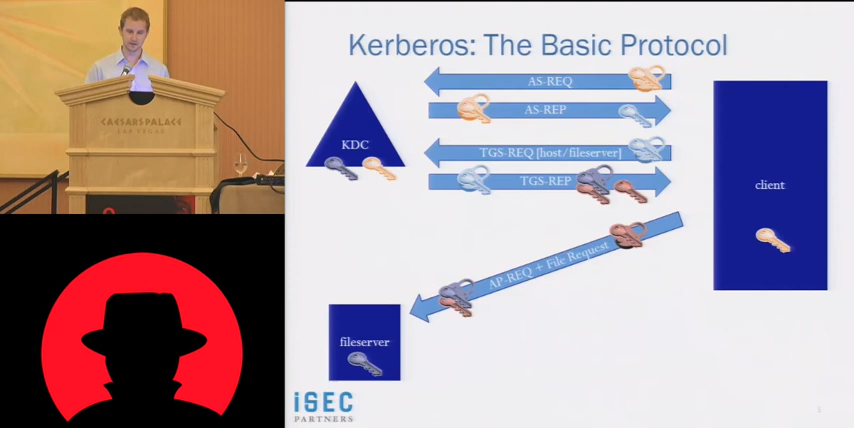 CAESARS PALACE
LAS VEGAS
Kerberos: The Basic Protocol
AS-REQ
AS-REP
KDC
TGS-REQ [host/fileserver]
TGS-REP
client
AP-REQ + File Request
fileserver
iSEC
PARTNERS